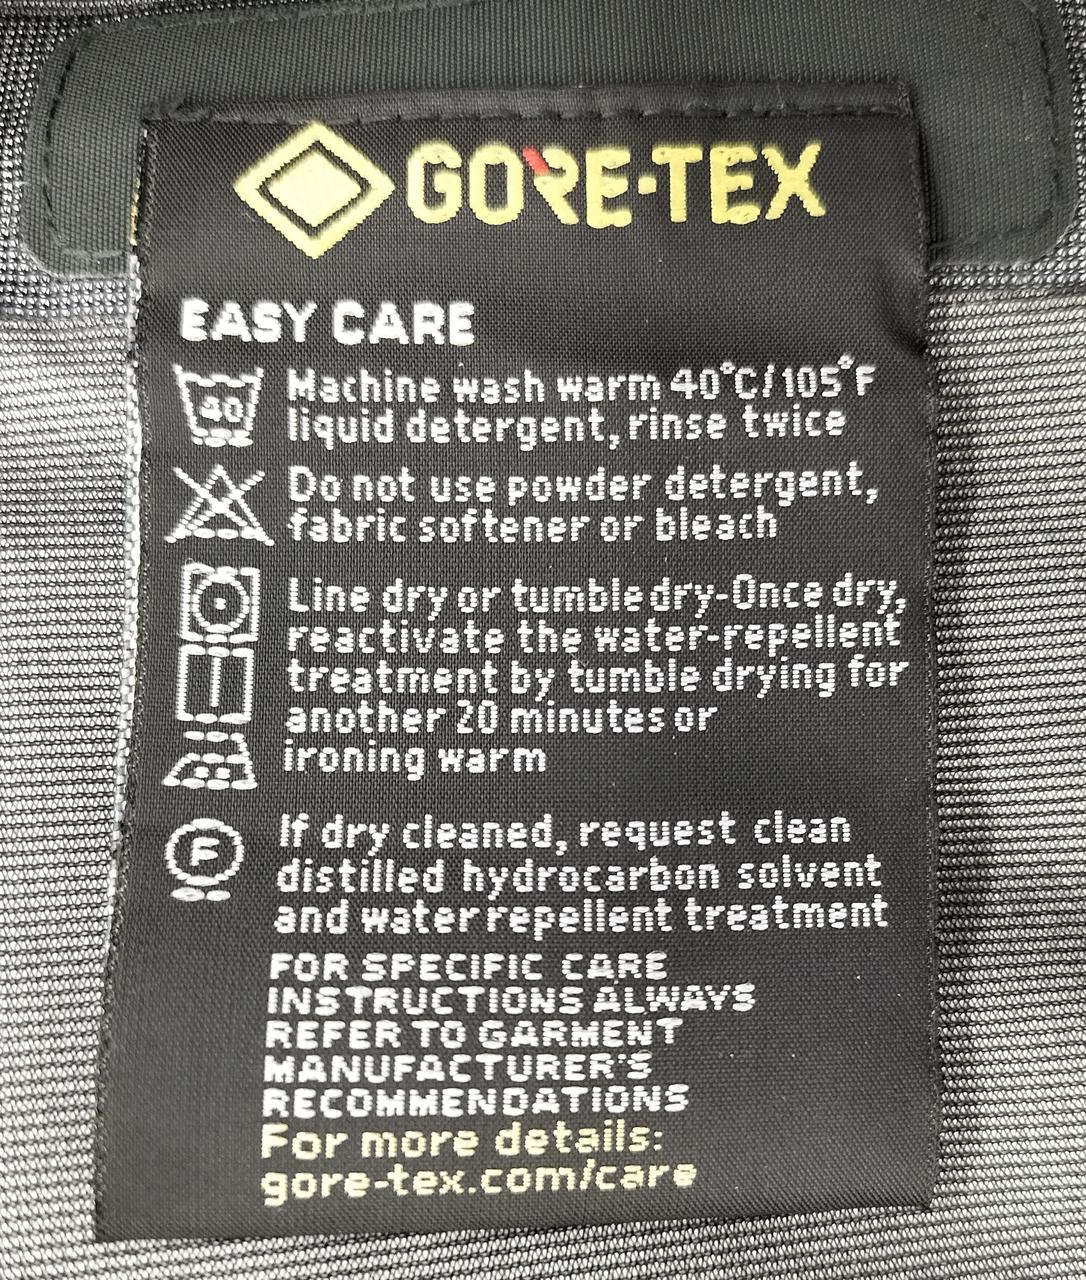 GORE-TEX
EASY CARE
40
Machine wash warm 40°C/105°F
liquid detergent, rinse twice
Do not use powder detergent,
fabric softener or bleach
Line dry or tumble dry-Once dry,
reactivate the water-repellent
treatment by tumble drying for
another 20 minutes or
ironing warm
F
If dry cleaned, request clean
distilled hydrocarbon solvent
and water repellent treatment
FOR SPECIFIC CARE
INSTRUCTIONS ALWAYS
REFER TO GARMENT
MANUFACTURER'S
RECOMMENDATIONS
For more details:
gore-tex.com/care